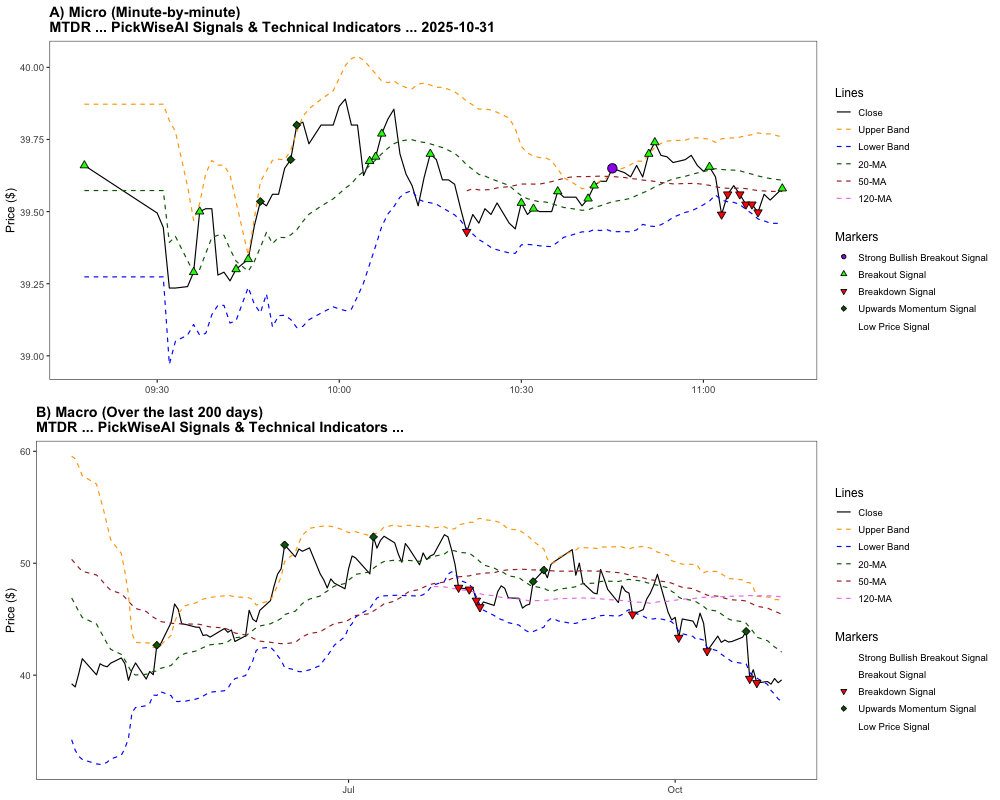 A) Micro (Minute-by-minute)
MTDR ... PickWiseAI Signals & Technical Indicators ... 2025-10-31
Price ($)
40.00
39.75
39.50
39.25
39.00
09:30
10:00
10:30
11:00
Lines
Close
Upper Band
Lower Band
20-MA
50-MA
120-MA
Markers
Strong Bullish Breakout Signal
Breakout Signal
Breakdown Signal
Upwards Momentum Signal
Low Price Signal
B) Macro (Over the last 200 days)
MTDR ... PickWiseAI Signals & Technical Indicators ...
Price ($)
60
50
40
Jul
Oct
Lines
Close
Upper Band
Lower Band
20-MA
50-MA
120-MA
Markers
Strong Bullish Breakout Signal
Breakout Signal
Breakdown Signal
Upwards Momentum Signal
Low Price Signal